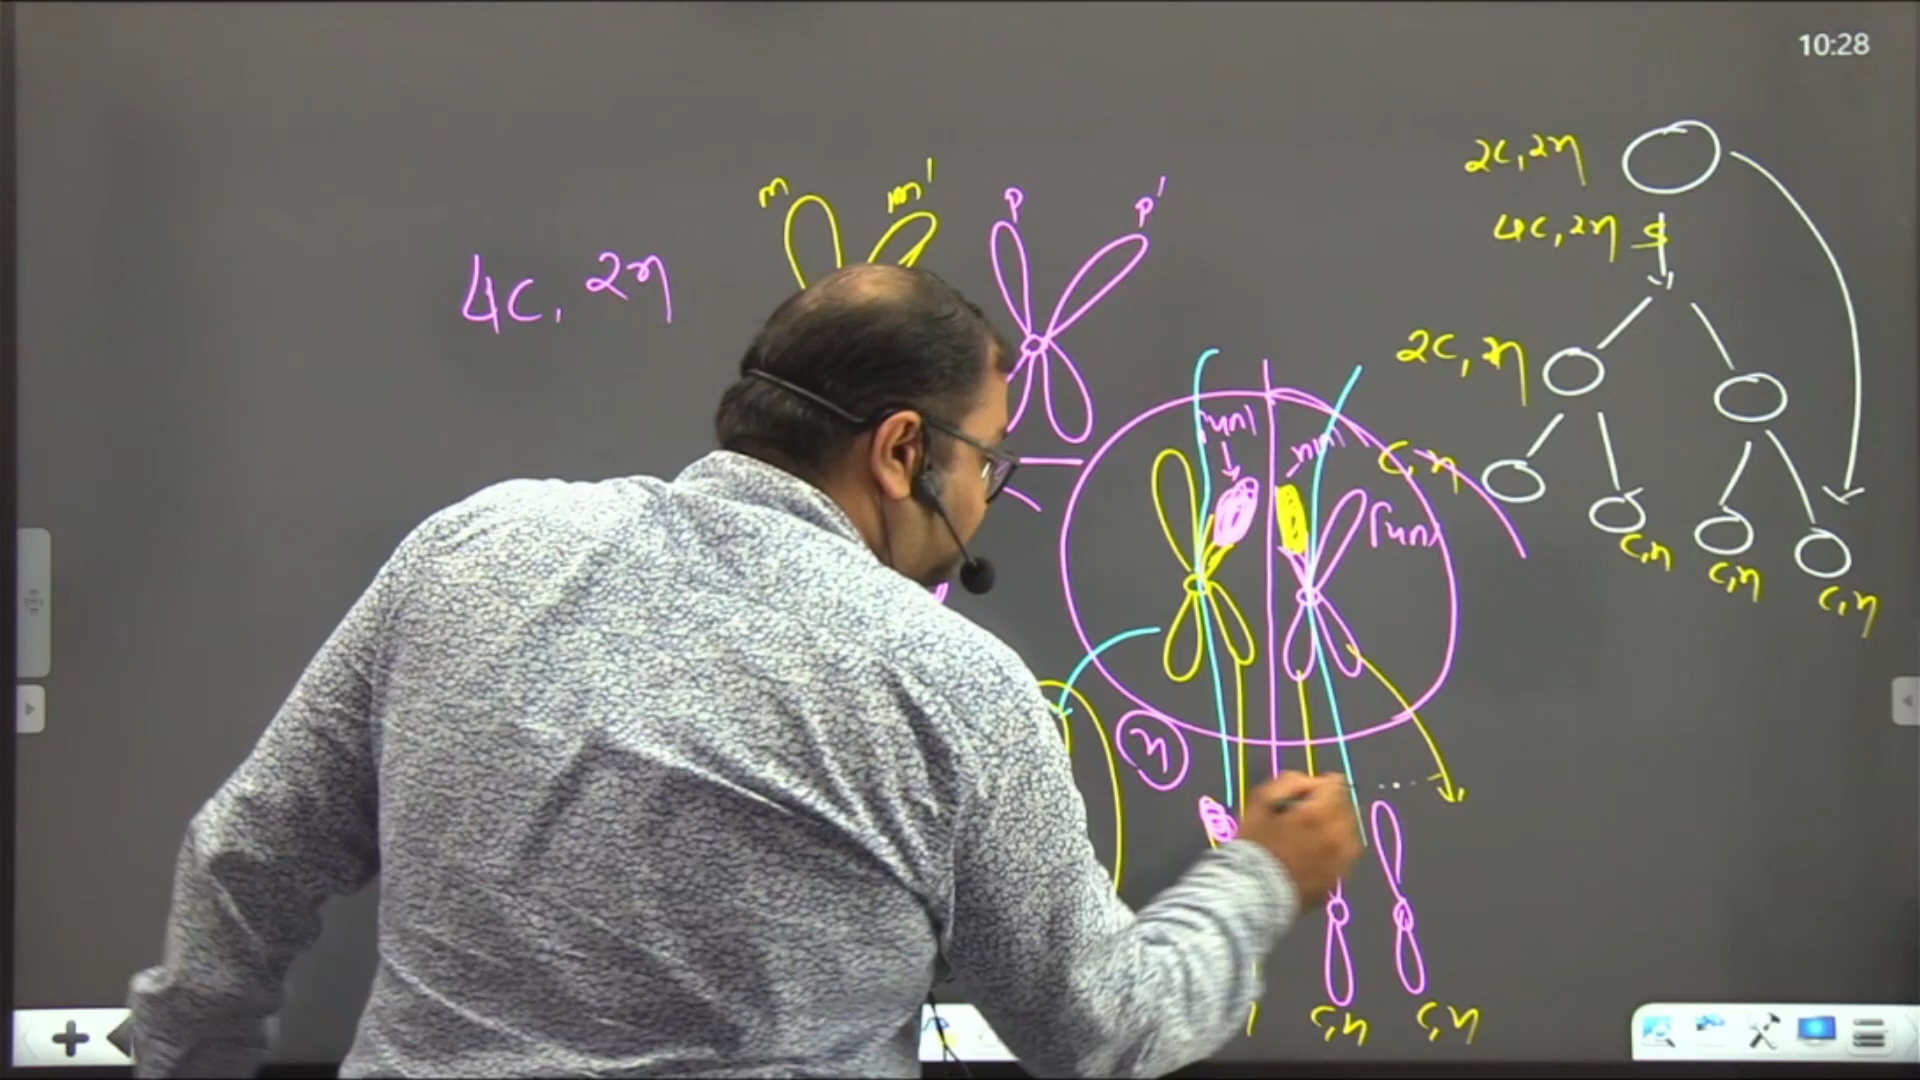 10:28
2c, 2n
4c, 2n S
m m' p p'
4c, 2n
2c, n
c, n
c, n
c, n
c, n
n
c, n
c, n